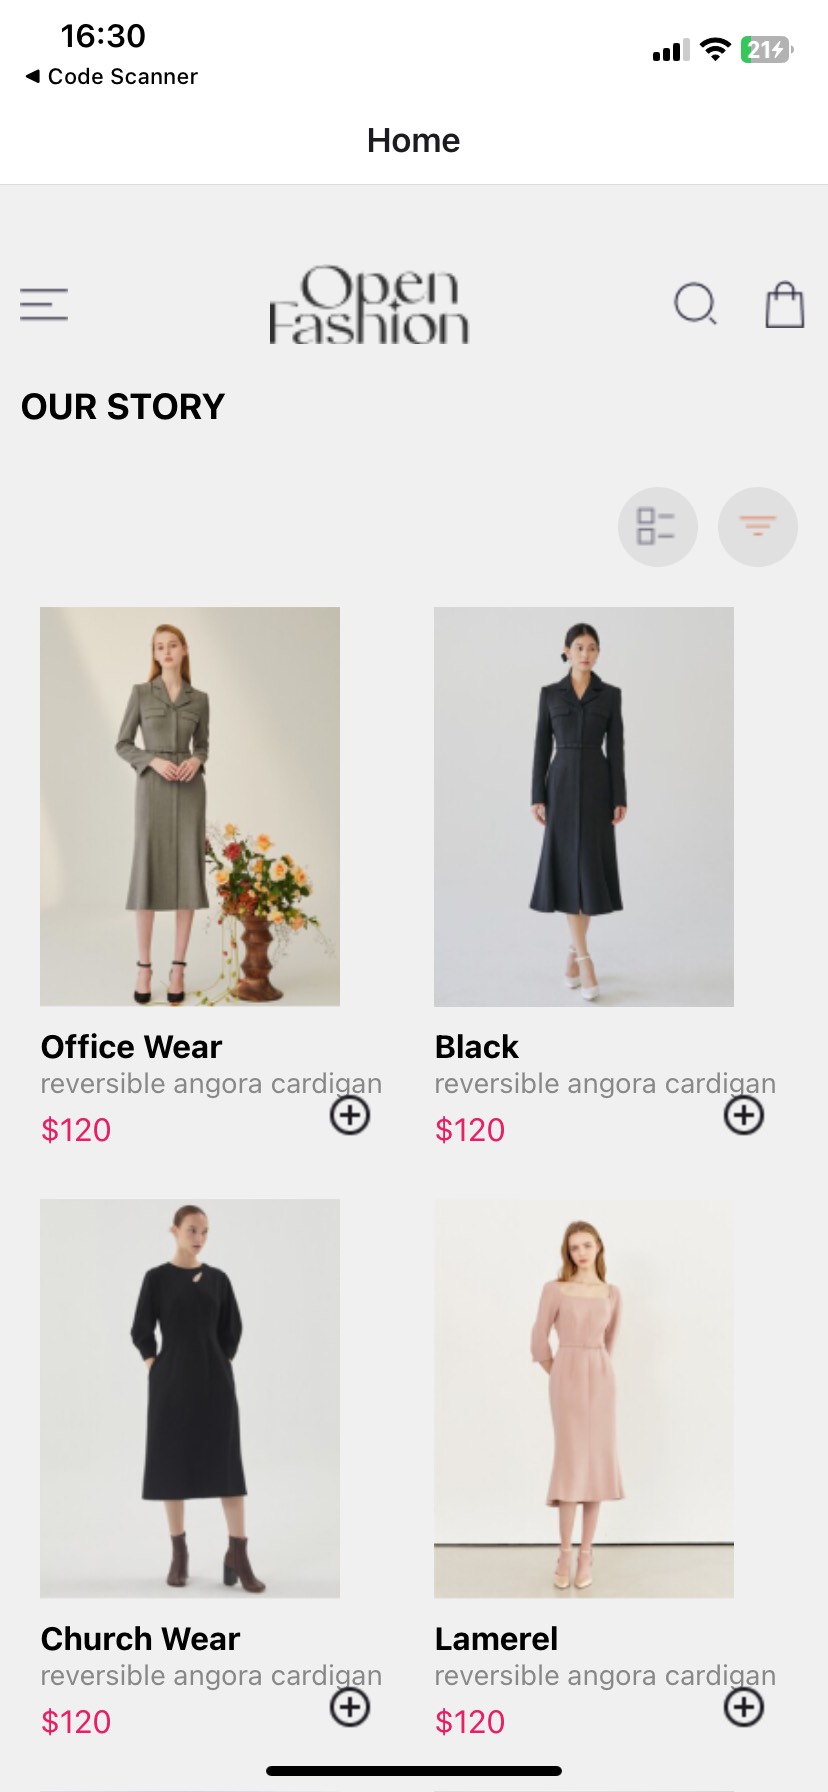 16:30
21
◀ Code Scanner
Home
Open
Fashion
OUR STORY
Office Wear
reversible angora cardigan
$120
Black
reversible angora cardigan
$120
Church Wear
reversible angora cardigan
$120
Lamerel
reversible angora cardigan
$120